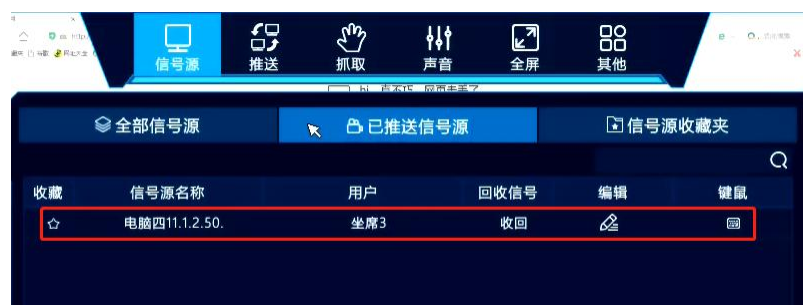 信号源 推送 抓取 声音 全屏 其他
全部信号源 已推送信号源 信号源收藏夹
收藏 信号源名称 用户 回收信号 编辑 键鼠
电脑四11.1.2.50. 坐席3 收回